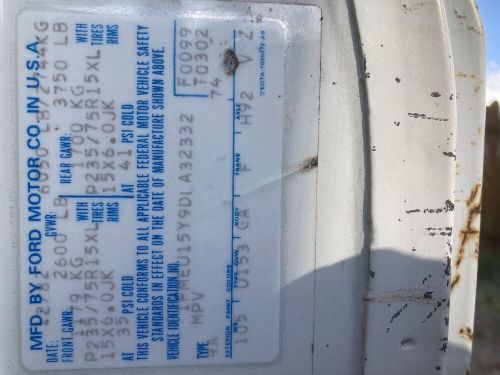 MFD. BY FORD MOTOR CO. IN U.S.A.
12/82 GVWR: 6050 LB/2744 KG
FRONT GAWR: 2600 LB REAR GAWR: 3750 LB
1179 KG 1700 KG
P235/75R15XL WITH TIRES P235/75R15XL WITH TIRES
15X6.0JK RIMS 15X6.0JK RIMS
AT 35 PSI COLD AT 41 PSI COLD
THIS VEHICLE CONFORMS TO ALL APPLICABLE FEDERAL MOTOR VEHICLE SAFETY
STANDARDS IN EFFECT ON THE DATE OF MANUFACTURE SHOWN ABOVE.
VEHICLE IDENTIFICATION NO. 1FMEU15Y9DLA32332
TYPE MPV F0099
T0302
9A 74
EXTERIOR PAINT COLORS WB TYPE GVW BODY TRANS AXLE
105 U153 GA F H92 V Z